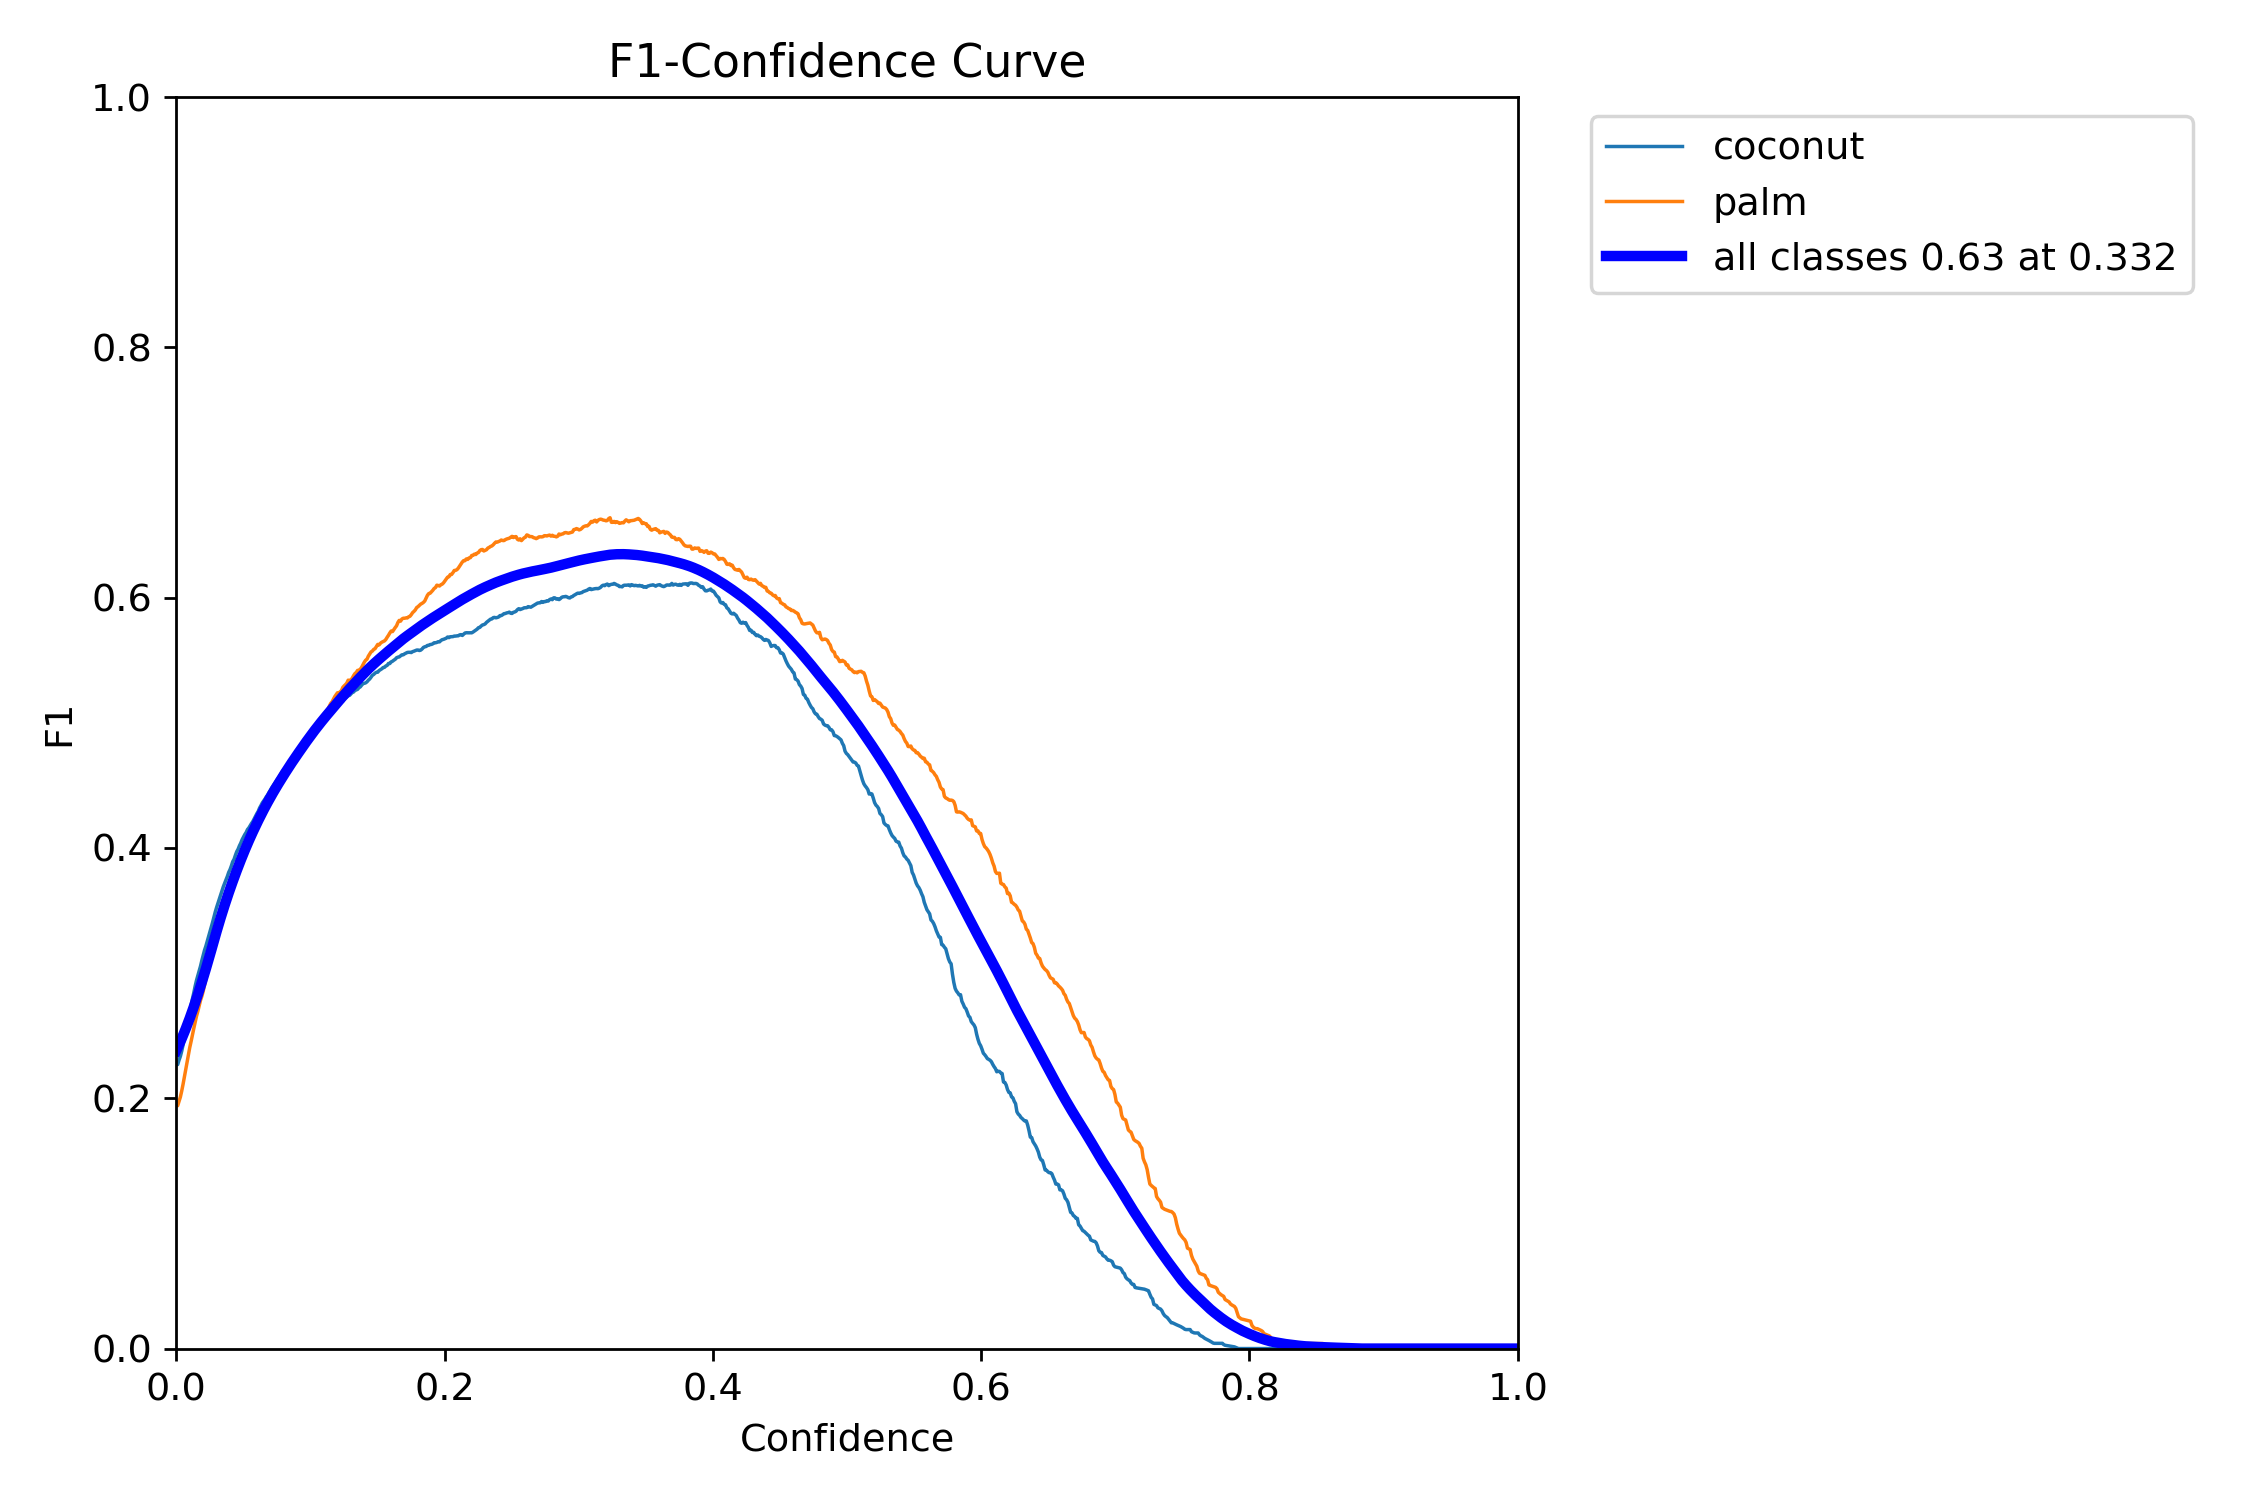 F1-Confidence Curve
1.0
0.8
0.6
0.4
0.2
0.0
F1
0.0 0.2 0.4 0.6 0.8 1.0
Confidence
coconut
palm
all classes 0.63 at 0.332